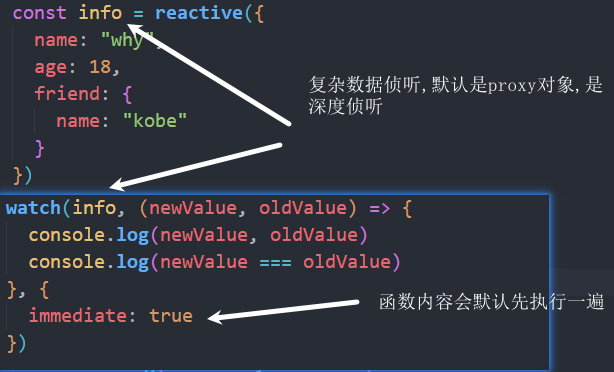 const info = reactive({
name: "why",
age: 18,
friend: {
name: "kobe"
}
})
复杂数据侦听,默认是proxy对象,是
深度侦听
watch(info, (newValue, oldValue) => {
console.log(newValue, oldValue)
console.log(newValue === oldValue)
}, {
immediate: true
})
函数内容会默认先执行一遍